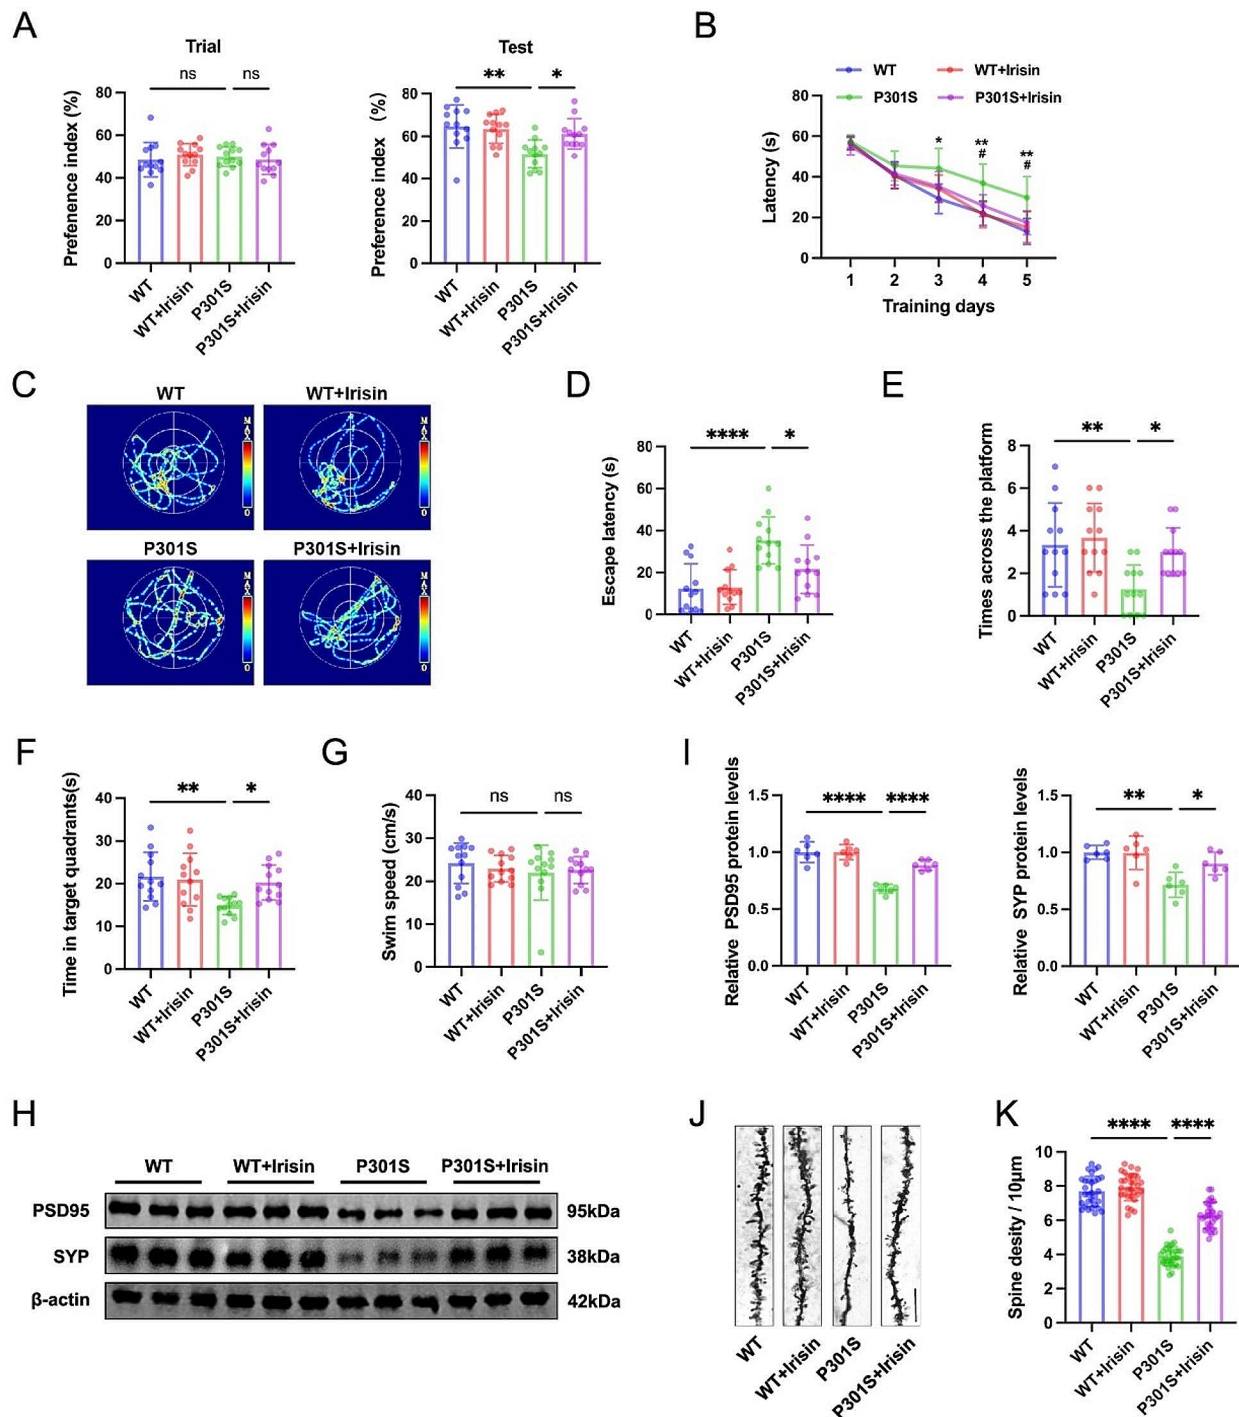 A
Trial
Prefenence index (%)
ns
ns
60
80
40
20
0
WT
WT+Irisin
P301S
P301S+Irisin
Test
Preference index (%)
**
*
80
60
40
20
0
WT
WT+Irisin
P301S
P301S+Irisin
B
WT
WT+Irisin
P301S
P301S+Irisin
Latency (s)
80
60
40
20
0
*
**
#
**
#
1 2 3 4 5
Training days
C
WT
WT+Irisin
MAX
0
MAX
0
P301S
P301S+Irisin
MAX
0
MAX
0
D
Escape latency (s)
****
*
80
60
40
20
0
WT
WT+Irisin
P301S
P301S+Irisin
E
Times across the platform
**
*
8
6
4
2
0
WT
WT+Irisin
P301S
P301S+Irisin
F
Time in target quadrants(s)
**
*
40
30
20
10
0
WT
WT+Irisin
P301S
P301S+Irisin
G
Swim speed (cm/s)
ns
ns
40
30
20
10
0
WT
WT+Irisin
P301S
P301S+Irisin
I
Relative PSD95 protein levels
****
****
1.5
1.0
0.5
0.0
WT
WT+Irisin
P301S
P301S+Irisin
Relative SYP protein levels
**
*
1.5
1.0
0.5
0.0
WT
WT+Irisin
P301S
P301S+Irisin
H
WT WT+Irisin P301S P301S+Irisin
PSD95 95kDa
SYP 38kDa
β-actin 42kDa
J
WT
WT+Irisin
P301S
P301S+Irisin
K
Spine desity / 10μm
****
****
10
8
6
4
2
0
WT
WT+Irisin
P301S
P301S+Irisin